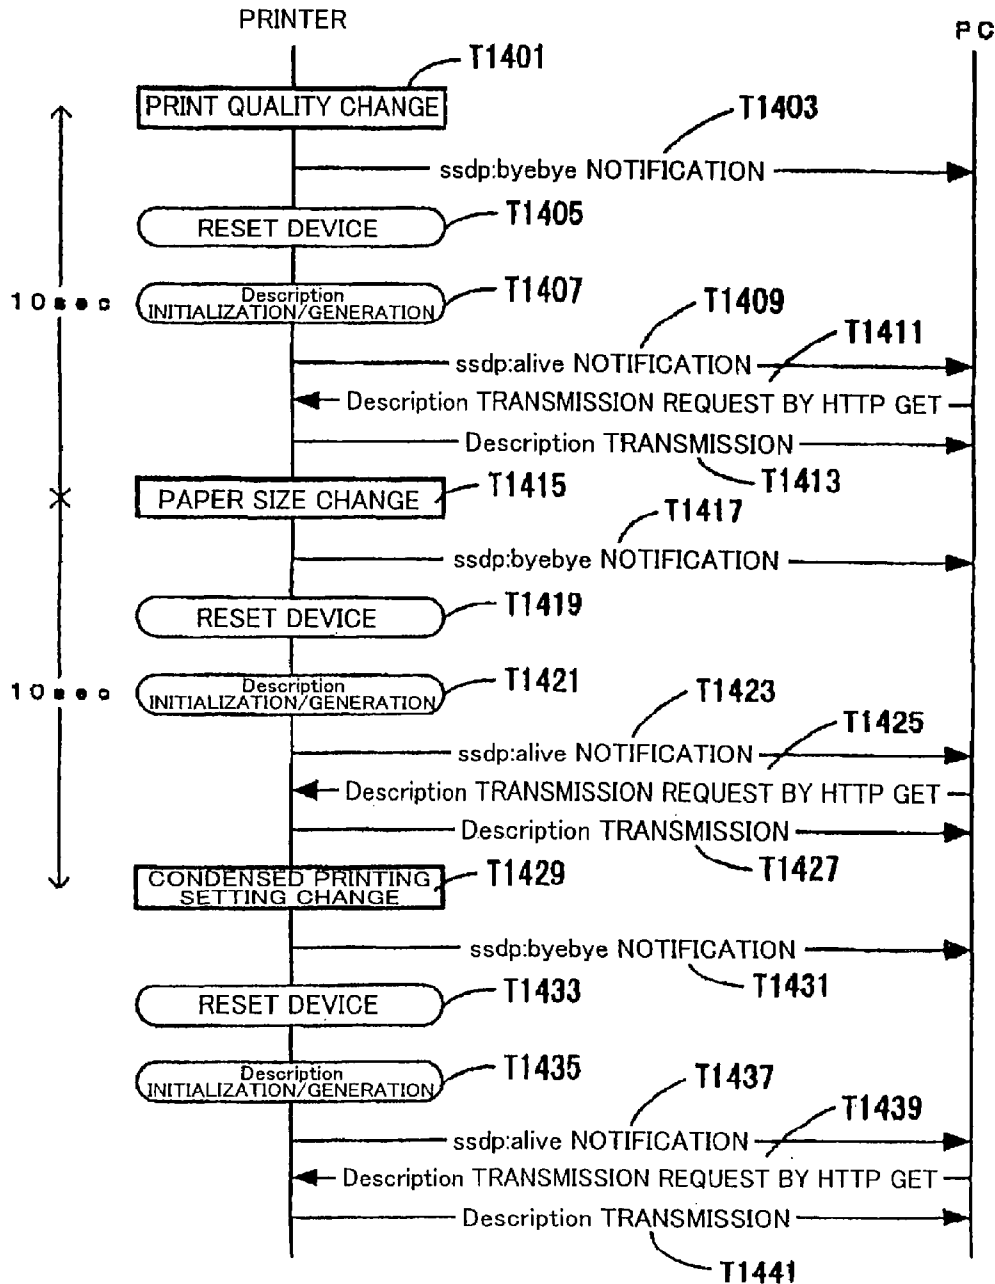 PRINTER
PC
T1401
PRINT QUALITY CHANGE
T1403
ssdp:byebye NOTIFICATION
T1405
RESET DEVICE
10sec
T1407
Description
INITIALIZATION/GENERATION
T1409
ssdp:alive NOTIFICATION
T1411
Description TRANSMISSION REQUEST BY HTTP GET
Description TRANSMISSION
T1413
T1415
PAPER SIZE CHANGE
T1417
ssdp:byebye NOTIFICATION
T1419
RESET DEVICE
10sec
T1421
Description
INITIALIZATION/GENERATION
T1423
ssdp:alive NOTIFICATION
T1425
Description TRANSMISSION REQUEST BY HTTP GET
Description TRANSMISSION
T1427
T1429
CONDENSED PRINTING
SETTING CHANGE
ssdp:byebye NOTIFICATION
T1431
T1433
RESET DEVICE
T1435
Description
INITIALIZATION/GENERATION
T1437
ssdp:alive NOTIFICATION
T1439
Description TRANSMISSION REQUEST BY HTTP GET
Description TRANSMISSION
T1441